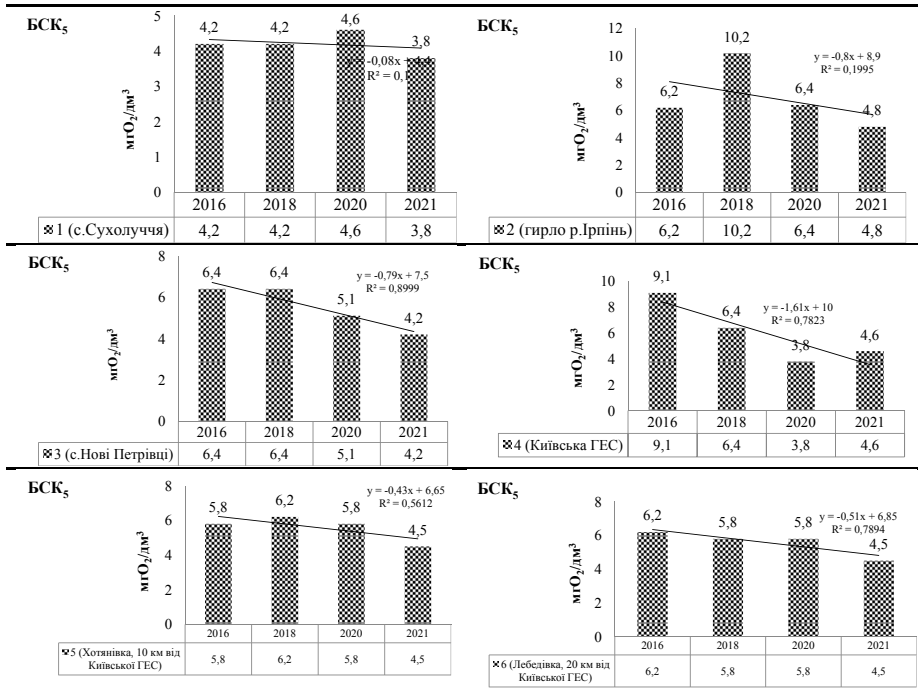 БСК₅
5
4
3
2
1
0
мгО₂/дм³
4,2
4,2
4,6
3,8
y = -0,08x + 4,4
R² = 0,1
2016 2018 2020 2021
1 (с.Сухолуччя) 4,2 4,2 4,6 3,8
БСК₅
12
10
8
6
4
2
0
мгО₂/дм³
6,2
10,2
6,4
4,8
y = -0,8x + 8,9
R² = 0,1995
2016 2018 2020 2021
2 (гирло р.Ірпінь) 6,2 10,2 6,4 4,8
БСК₅
8
6
4
2
0
мгО₂/дм³
6,4
6,4
5,1
4,2
y = -0,79x + 7,5
R² = 0,8999
2016 2018 2020 2021
3 (с.Нові Петрівці) 6,4 6,4 5,1 4,2
БСК₅
10
8
6
4
2
0
мгО₂/дм³
9,1
6,4
3,8
4,6
y = -1,61x + 10
R² = 0,7823
2016 2018 2020 2021
4 (Київська ГЕС) 9,1 6,4 3,8 4,6
БСК₅
8
6
4
2
0
мгО₂/дм³
5,8
6,2
5,8
4,5
y = -0,43x + 6,65
R² = 0,5612
2016 2018 2020 2021
5 (Хотянівка, 10 км від
Київської ГЕС) 5,8 6,2 5,8 4,5
БСК₅
8
6
4
2
0
мгО₂/дм³
6,2
5,8
5,8
4,5
y = -0,51x + 6,85
R² = 0,7894
2016 2018 2020 2021
6 (Лебедівка, 20 км від
Київської ГЕС) 6,2 5,8 5,8 4,5